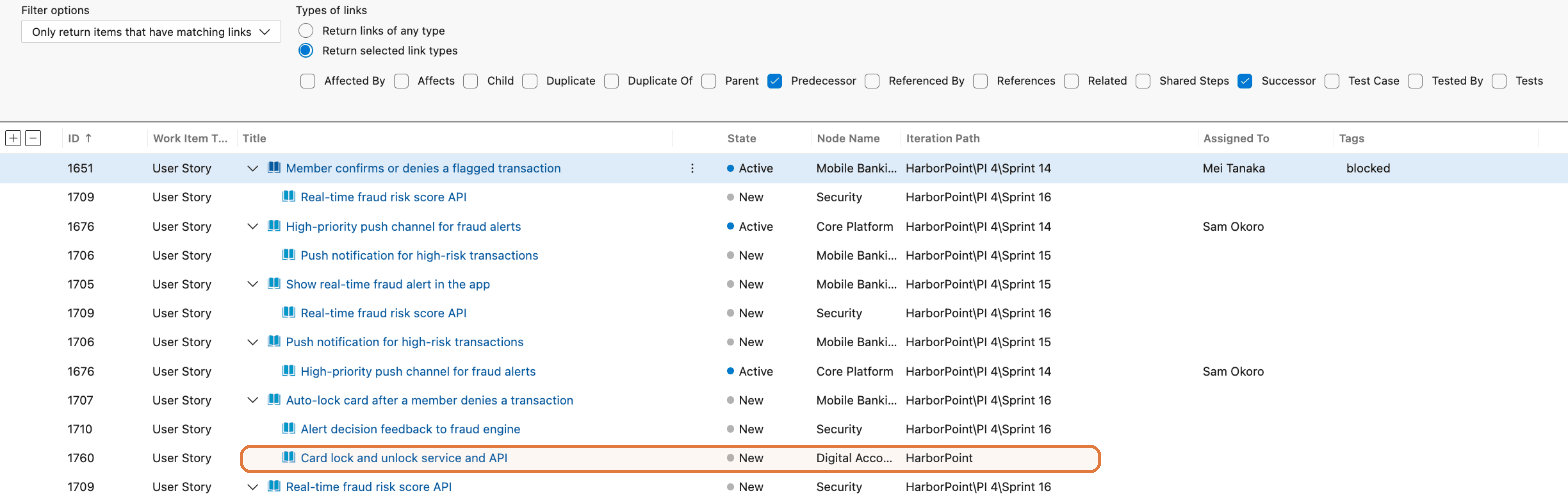 Filter options
Types of links
Only return items that have matching links
Return links of any type
Return selected link types
Affected By Affects Child Duplicate Duplicate Of Parent Predecessor Referenced By References Related Shared Steps Successor Test Case Tested By Tests
ID ↑ Work Item T... Title State Node Name Iteration Path Assigned To Tags
1651 User Story Member confirms or denies a flagged transaction Active Mobile Banki... HarborPoint\PI 4\Sprint 14 Mei Tanaka blocked
1709 User Story Real-time fraud risk score API New Security HarborPoint\PI 4\Sprint 16
1676 User Story High-priority push channel for fraud alerts Active Core Platform HarborPoint\PI 4\Sprint 14 Sam Okoro
1706 User Story Push notification for high-risk transactions New Mobile Banki... HarborPoint\PI 4\Sprint 15
1705 User Story Show real-time fraud alert in the app New Mobile Banki... HarborPoint\PI 4\Sprint 15
1709 User Story Real-time fraud risk score API New Security HarborPoint\PI 4\Sprint 16
1706 User Story Push notification for high-risk transactions New Mobile Banki... HarborPoint\PI 4\Sprint 15
1676 User Story High-priority push channel for fraud alerts Active Core Platform HarborPoint\PI 4\Sprint 14 Sam Okoro
1707 User Story Auto-lock card after a member denies a transaction New Mobile Banki... HarborPoint\PI 4\Sprint 16
1710 User Story Alert decision feedback to fraud engine New Security HarborPoint\PI 4\Sprint 16
1760 User Story Card lock and unlock service and API New Digital Acco... HarborPoint
1709 User Story Real-time fraud risk score API New Security HarborPoint\PI 4\Sprint 16